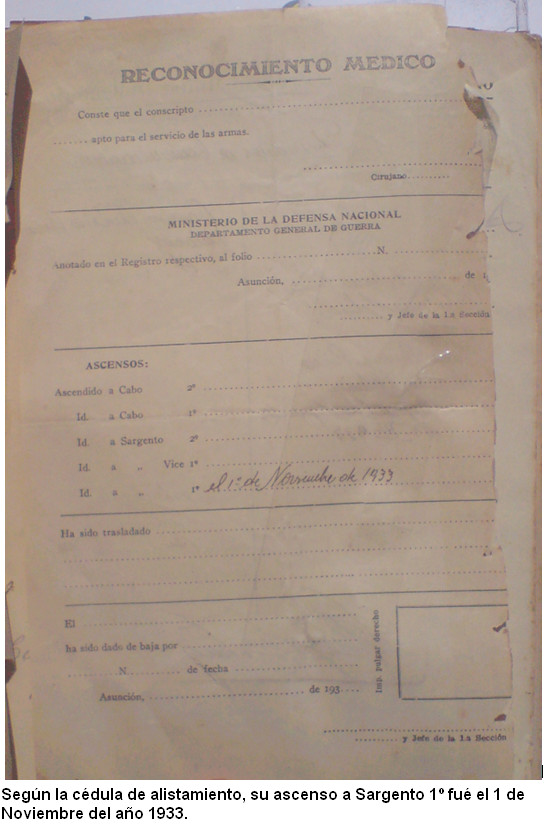 RECONOCIMIENTO MEDICO
Conste que el conscripto ........................................
....... apto para el servicio de las armas.
........................................
Cirujano..........
MINISTERIO DE LA DEFENSA NACIONAL
DEPARTAMENTO GENERAL DE GUERRA
Anotado en el Registro respectivo, al folio ........................ N. ....................
Asunción, ........................................ de 1
........................................
.......... y Jefe de la 1.a Sección
ASCENSOS:
Ascendido a Cabo 2º ........................................
Id. a Cabo 1º ........................................
Id. a Sargento 2º ........................................
Id. a „ Vice 1º ........................................
Id. a „ 1º el 1º de Noviembre de 1933
Ha sido trasladado ........................................
........................................
........................................
El ........................................
ha sido dado de baja por ........................................
.......... N. .......... de fecha ....................
Asunción, .............................. de 193....
Imp. pulgar derecho
........................................
.......... y Jefe de la 1.a Sección
Según la cédula de alistamiento, su ascenso a Sargento 1º fué el 1 de
Noviembre del año 1933.